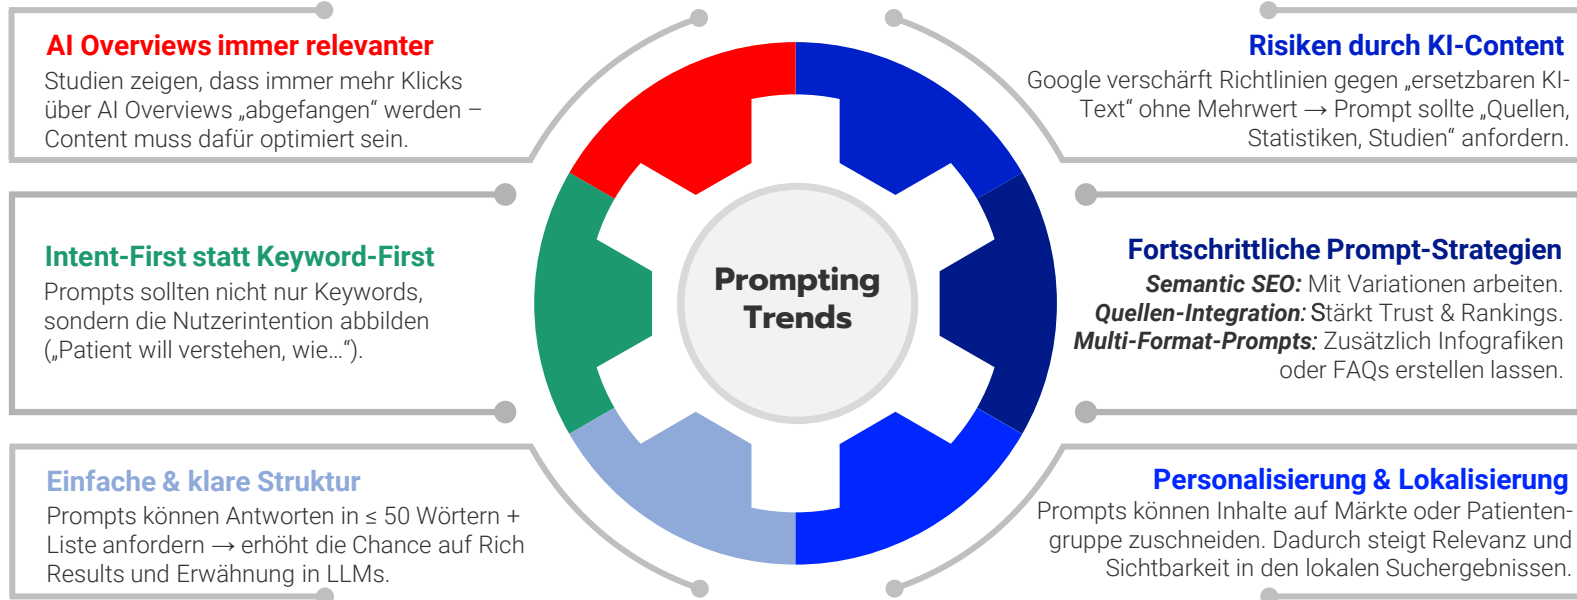 AI Overviews immer relevanter
Studien zeigen, dass immer mehr Klicks
über AI Overviews „abgefangen“ werden –
Content muss dafür optimiert sein.
Intent-First statt Keyword-First
Prompts sollten nicht nur Keywords,
sondern die Nutzerintention abbilden
(„Patient will verstehen, wie…“).
Einfache & klare Struktur
Prompts können Antworten in ≤ 50 Wörtern +
Liste anfordern → erhöht die Chance auf Rich
Results und Erwähnung in LLMs.
Prompting
Trends
Risiken durch KI-Content
Google verschärft Richtlinien gegen „ersetzbaren KI-
Text“ ohne Mehrwert → Prompt sollte „Quellen,
Statistiken, Studien“ anfordern.
Fortschrittliche Prompt-Strategien
Semantic SEO: Mit Variationen arbeiten.
Quellen-Integration: Stärkt Trust & Rankings.
Multi-Format-Prompts: Zusätzlich Infografiken
oder FAQs erstellen lassen.
Personalisierung & Lokalisierung
Prompts können Inhalte auf Märkte oder Patienten-
gruppe zuschneiden. Dadurch steigt Relevanz und
Sichtbarkeit in den lokalen Suchergebnissen.